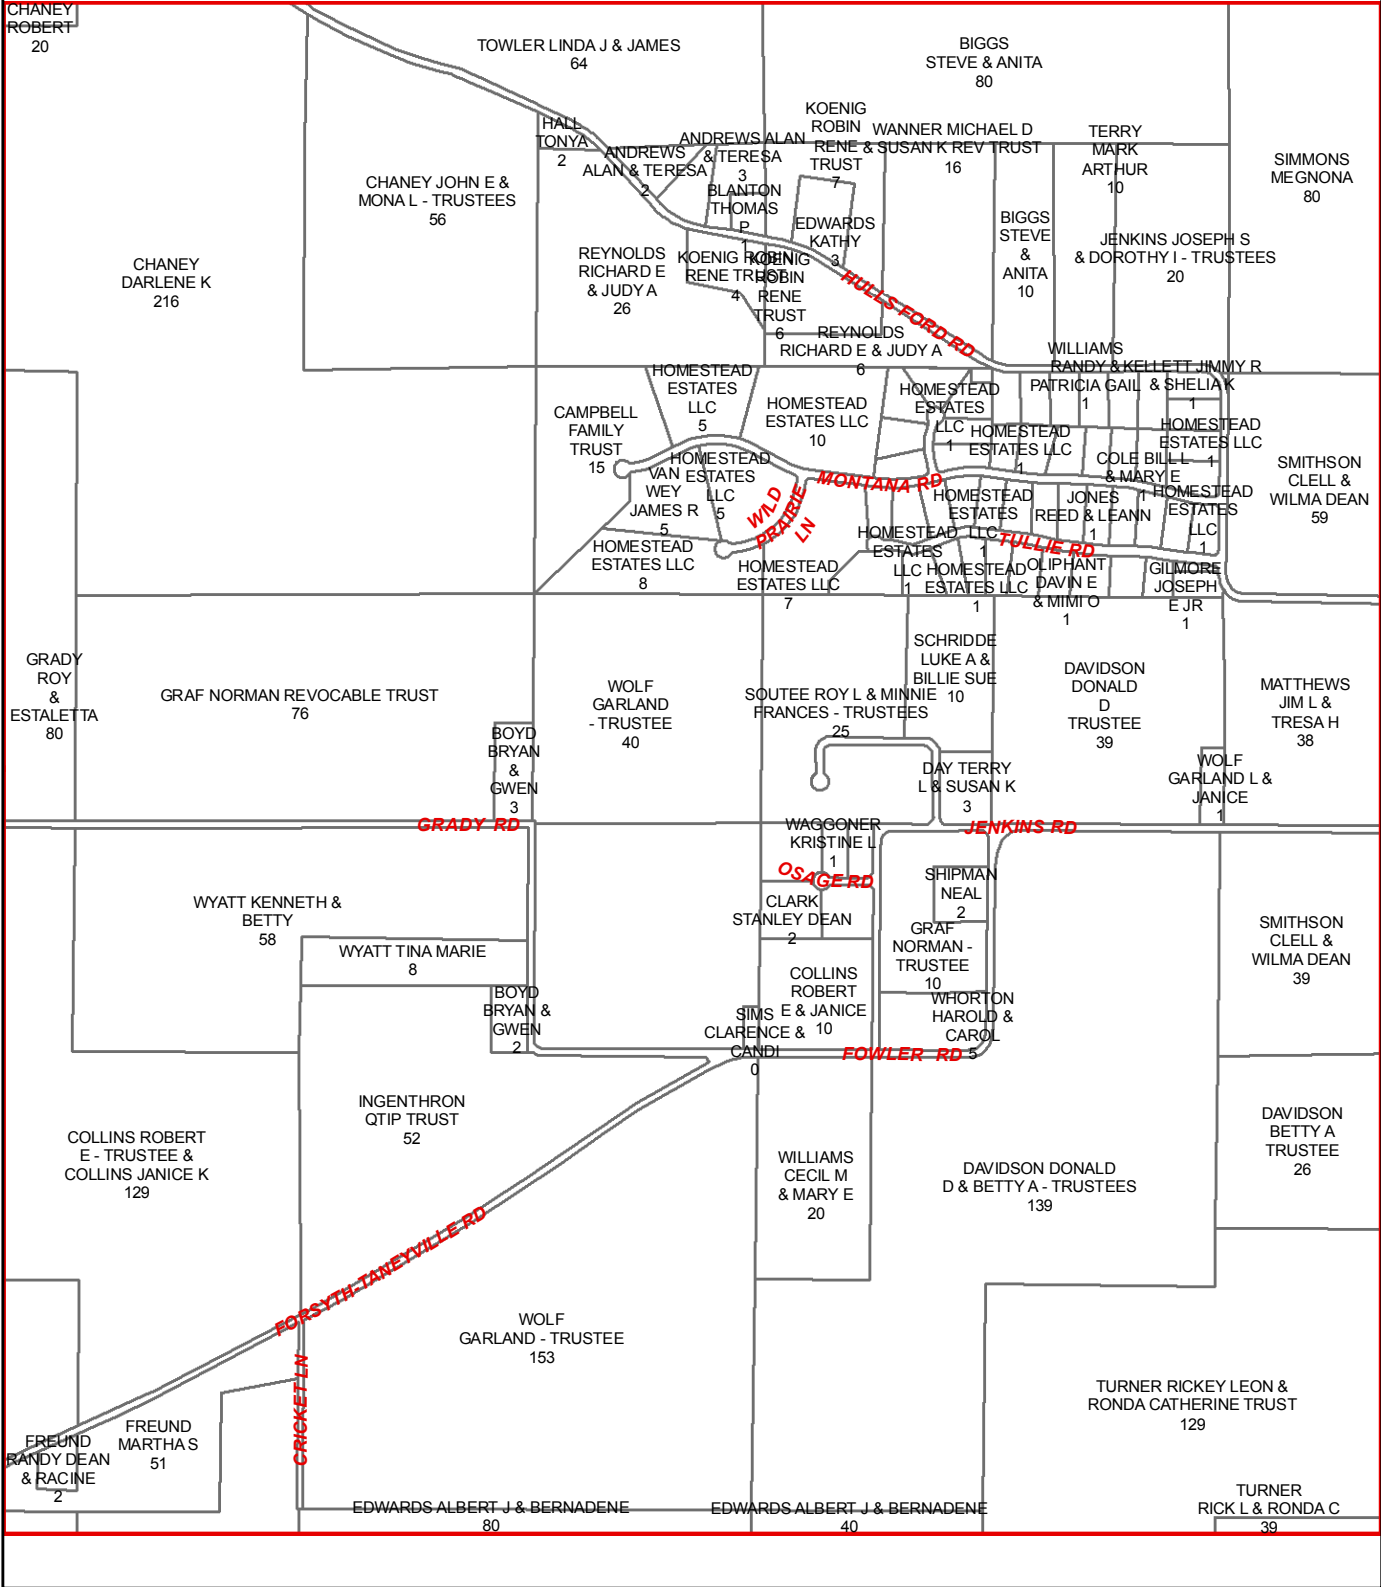 CHANEY
ROBERT
20
TOWLER LINDA J & JAMES
64
BIGGS
STEVE & ANITA
80
HALL
TONYA
2
ANDREWS
ALAN & TERESA
2
ANDREWS ALAN
& TERESA
3
KOENIG
ROBIN
RENE
TRUST
7
WANNER MICHAEL D
& SUSAN K REV TRUST
16
TERRY
MARK
ARTHUR
10
SIMMONS
MEGNONA
80
CHANEY JOHN E &
MONA L - TRUSTEES
56
BLANTON
THOMAS
P
1
EDWARDS
KATHY
3
BIGGS
STEVE
&
ANITA
10
JENKINS JOSEPH S
& DOROTHY I - TRUSTEES
20
CHANEY
DARLENE K
216
REYNOLDS
RICHARD E
& JUDY A
26
KOENIG ROBIN
RENE TRUST
4
KOENIG
ROBIN
RENE
TRUST
6
HULLS FORD RD
REYNOLDS
RICHARD E & JUDY A
6
WILLIAMS
RANDY &
PATRICIA GAIL
1
KELLETT JIMMY R
& SHELIA K
1
HOMESTEAD
ESTATES
LLC
5
HOMESTEAD
ESTATES LLC
10
HOMESTEAD
ESTATES
LLC
1
CAMPBELL
FAMILY
TRUST
15
HOMESTEAD
ESTATES LLC
1
HOMESTEAD
ESTATES LLC
1
COLE BILL L
& MARY E
1
SMITHSON
CLELL &
WILMA DEAN
59
VAN
WEY
JAMES R
5
HOMESTEAD
ESTATES
LLC
5
WILD
PRAIRIE
LN
MONTANA RD
HOMESTEAD
ESTATES
LLC
1
JONES
REED & LEANN
1
HOMESTEAD
ESTATES
LLC
1
HOMESTEAD
ESTATES LLC
8
HOMESTEAD
ESTATES LLC
7
HOMESTEAD
ESTATES
LLC
1
TULLIE RD
HOMESTEAD
ESTATES LLC
1
OLIPHANT
DAVIN E
& MIMI O
1
GILMORE
JOSEPH
E JR
1
GRADY
ROY
&
ESTALETTA
80
GRAF NORMAN REVOCABLE TRUST
76
BOYD
BRYAN
&
GWEN
3
WOLF
GARLAND
- TRUSTEE
40
SOUTEE ROY L & MINNIE
FRANCES - TRUSTEES
25
SCHRIDDE
LUKE A &
BILLIE SUE
10
DAVIDSON
DONALD
D
TRUSTEE
39
MATTHEWS
JIM L &
TRESA H
38
DAY TERRY
L & SUSAN K
3
WOLF
GARLAND L &
JANICE
1
GRADY RD
JENKINS RD
WAGGONER
KRISTINE L
1
OSAGE RD
SHIPMAN
NEAL
2
CLARK
STANLEY DEAN
2
WYATT KENNETH &
BETTY
58
WYATT TINA MARIE
8
GRAF
NORMAN -
TRUSTEE
10
SMITHSON
CLELL &
WILMA DEAN
39
BOYD
BRYAN &
GWEN
2
COLLINS
ROBERT
E & JANICE
10
SIMS
CLARENCE &
CANDI
0
WHORTON
HAROLD &
CAROL
5
FOWLER RD
INGENTHRON
QTIP TRUST
52
COLLINS ROBERT
E - TRUSTEE &
COLLINS JANICE K
129
WILLIAMS
CECIL M
& MARY E
20
DAVIDSON DONALD
D & BETTY A - TRUSTEES
139
DAVIDSON
BETTY A
TRUSTEE
26
FORSYTH-TANEYVILLE RD
WOLF
GARLAND - TRUSTEE
153
CRICKET LN
TURNER RICKEY LEON &
RONDA CATHERINE TRUST
129
FREUND
RANDY DEAN
& RACINE
2
FREUND
MARTHA S
51
EDWARDS ALBERT J & BERNADENE
80
EDWARDS ALBERT J & BERNADENE
40
TURNER
RICK L & RONDA C
39